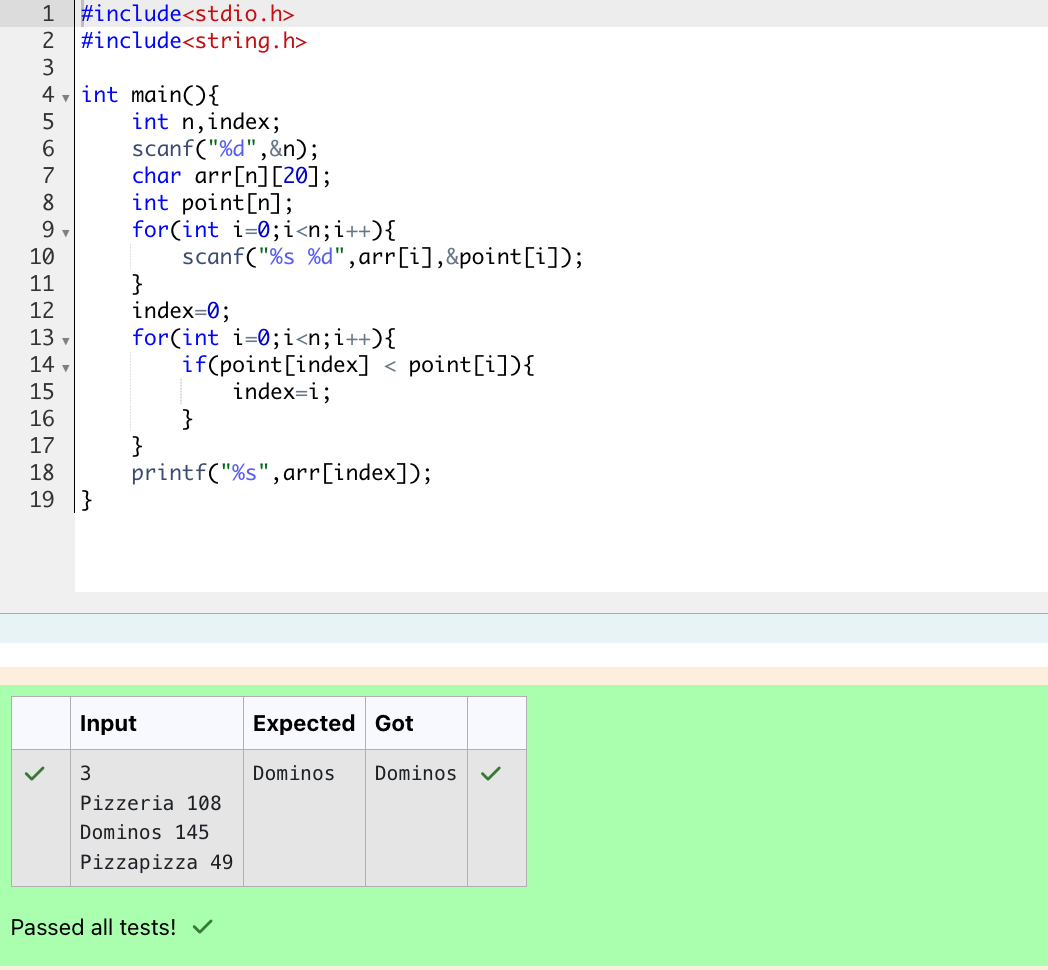 1 #include<stdio.h>
2 #include<string.h>
3
4 int main(){
5     int n,index;
6     scanf("%d",&n);
7     char arr[n][20];
8     int point[n];
9     for(int i=0;i<n;i++){
10         scanf("%s %d",arr[i],&point[i]);
11     }
12     index=0;
13     for(int i=0;i<n;i++){
14         if(point[index] < point[i]){
15             index=i;
16         }
17     }
18     printf("%s",arr[index]);
19 }
Input Expected Got
3 Dominos Dominos
Pizzeria 108
Dominos 145
Pizzapizza 49
Passed all tests!